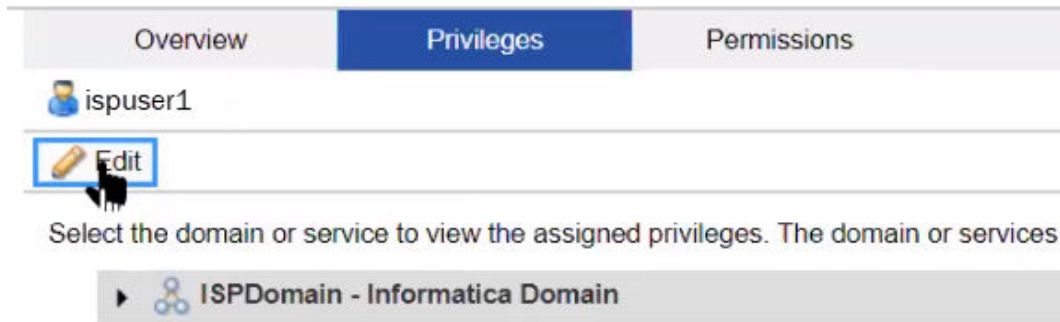 Overview Privileges Permissions
ispuser1
Edit
Select the domain or service to view the assigned privileges. The domain or services
ISPDomain - Informatica Domain